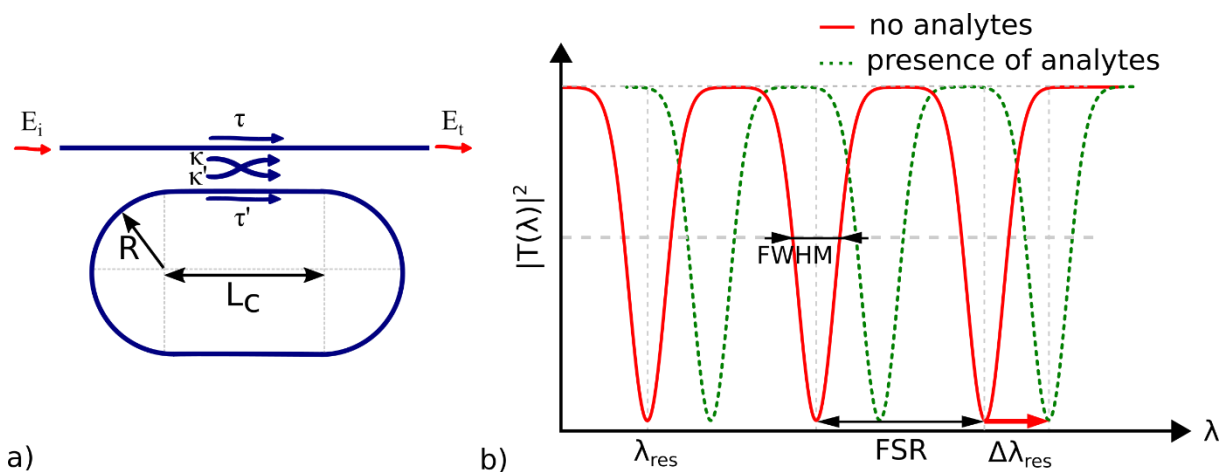 a)
E_i
τ
E_t
κ
κ'
τ'
R
L_C
b)
no analytes
presence of analytes
|T(λ)|²
FWHM
λ
λ_res
FSR
Δλ_res